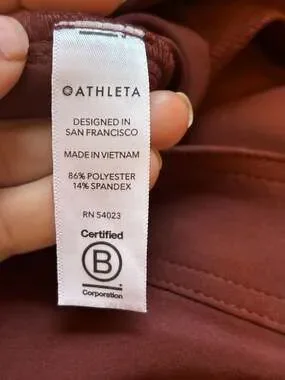 ATHLETA
DESIGNED IN
SAN FRANCISCO
MADE IN VIETNAM
86% POLYESTER
14% SPANDEX
RN 54023
Certified
B
Corporation